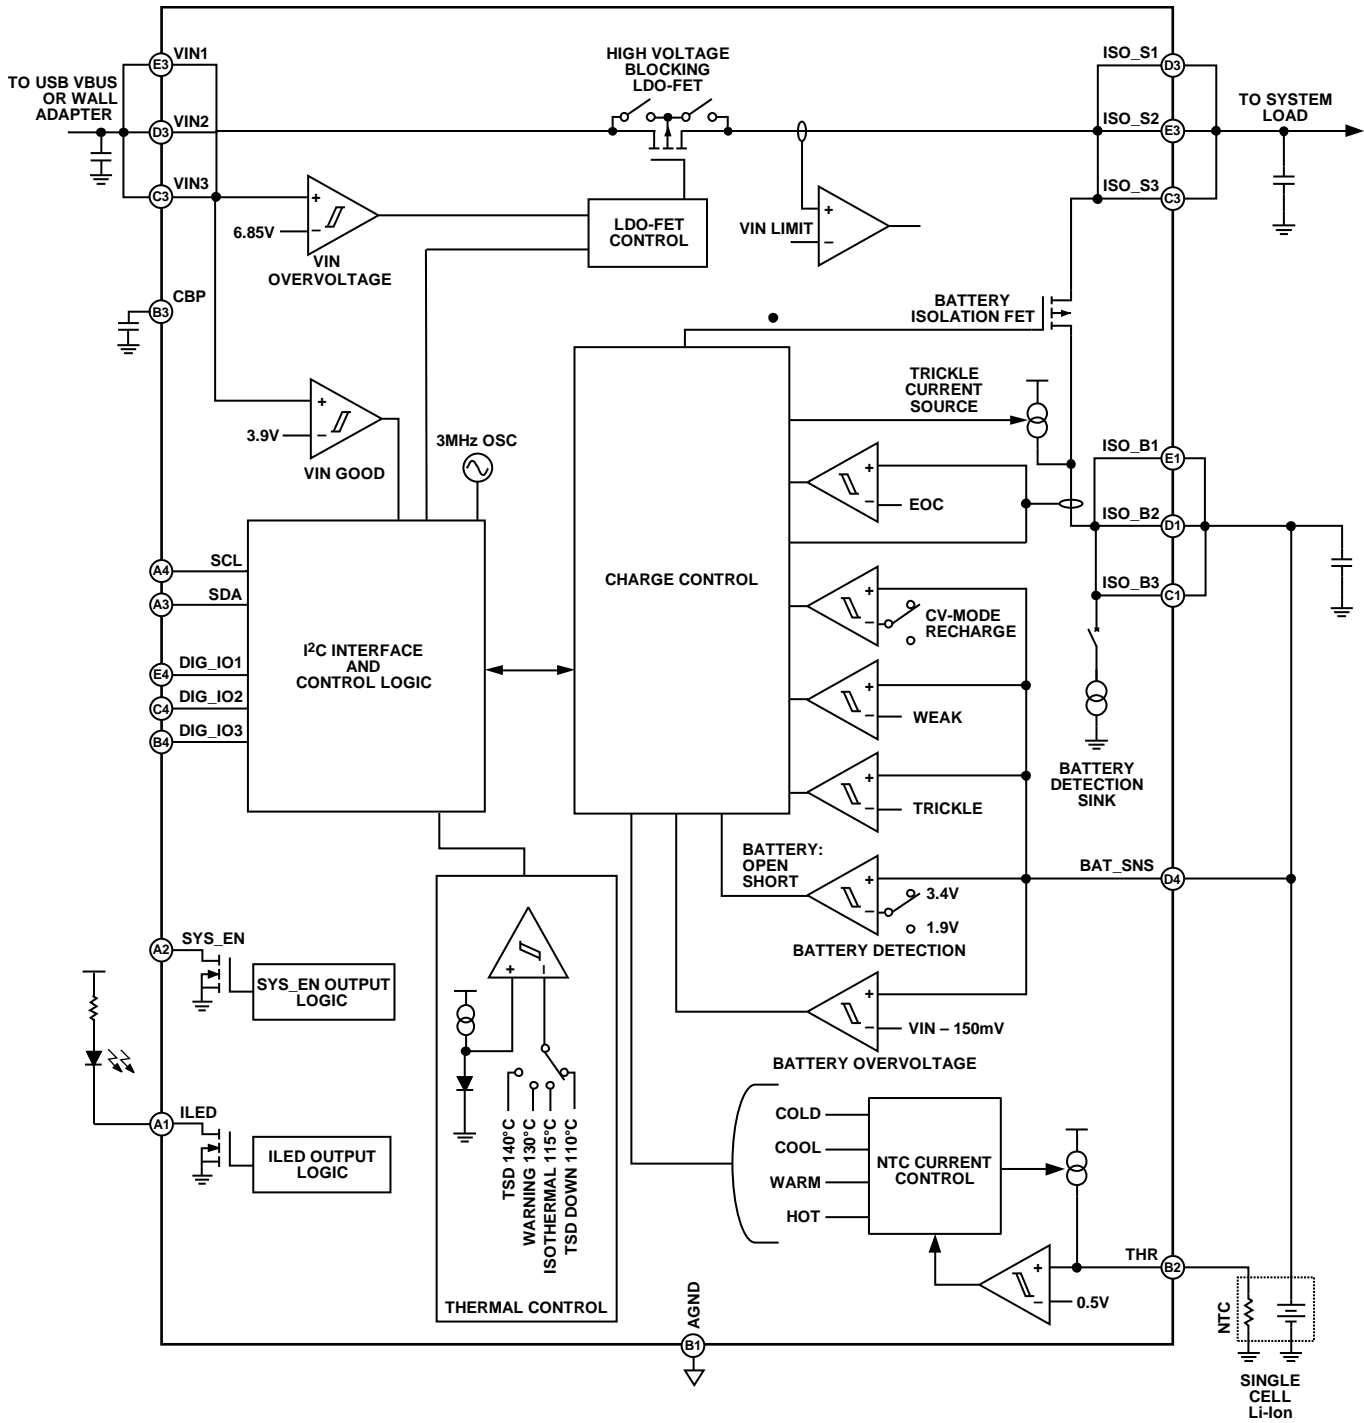 HIGH VOLTAGE
BLOCKING
LDO-FET
TO USB VBUS
OR WALL
ADAPTER
E3
VIN1
D3
VIN2
C3
VIN3
ISO_S1
D3
ISO_S2
E3
ISO_S3
C3
TO SYSTEM
LOAD
+
6.85V
–
VIN
OVERVOLTAGE
LDO-FET
CONTROL
VIN LIMIT
+
–
CBP
B3
BATTERY
ISOLATION FET
+
3.9V
–
VIN GOOD
3MHz OSC
TRICKLE
CURRENT
SOURCE
+
–
EOC
ISO_B1
E1
ISO_B2
D1
ISO_B3
C1
CHARGE CONTROL
A4
SCL
A3
SDA
E4
DIG_IO1
C4
DIG_IO2
B4
DIG_IO3
I2C INTERFACE
AND
CONTROL LOGIC
+
–
CV-MODE
RECHARGE
+
–
WEAK
+
–
TRICKLE
BATTERY
DETECTION
SINK
BATTERY:
OPEN
SHORT
+
–
3.4V
1.9V
BATTERY DETECTION
BAT_SNS
D4
+
–
VIN – 150mV
BATTERY OVERVOLTAGE
A2
SYS_EN
SYS_EN OUTPUT
LOGIC
A1
ILED
ILED OUTPUT
LOGIC
+
–
TSD 140°C
WARNING 130°C
ISOTHERMAL 115°C
TSD DOWN 110°C
THERMAL CONTROL
COLD
COOL
WARM
HOT
NTC CURRENT
CONTROL
+
–
0.5V
THR
B2
NTC
SINGLE
CELL
Li-Ion
AGND
B1